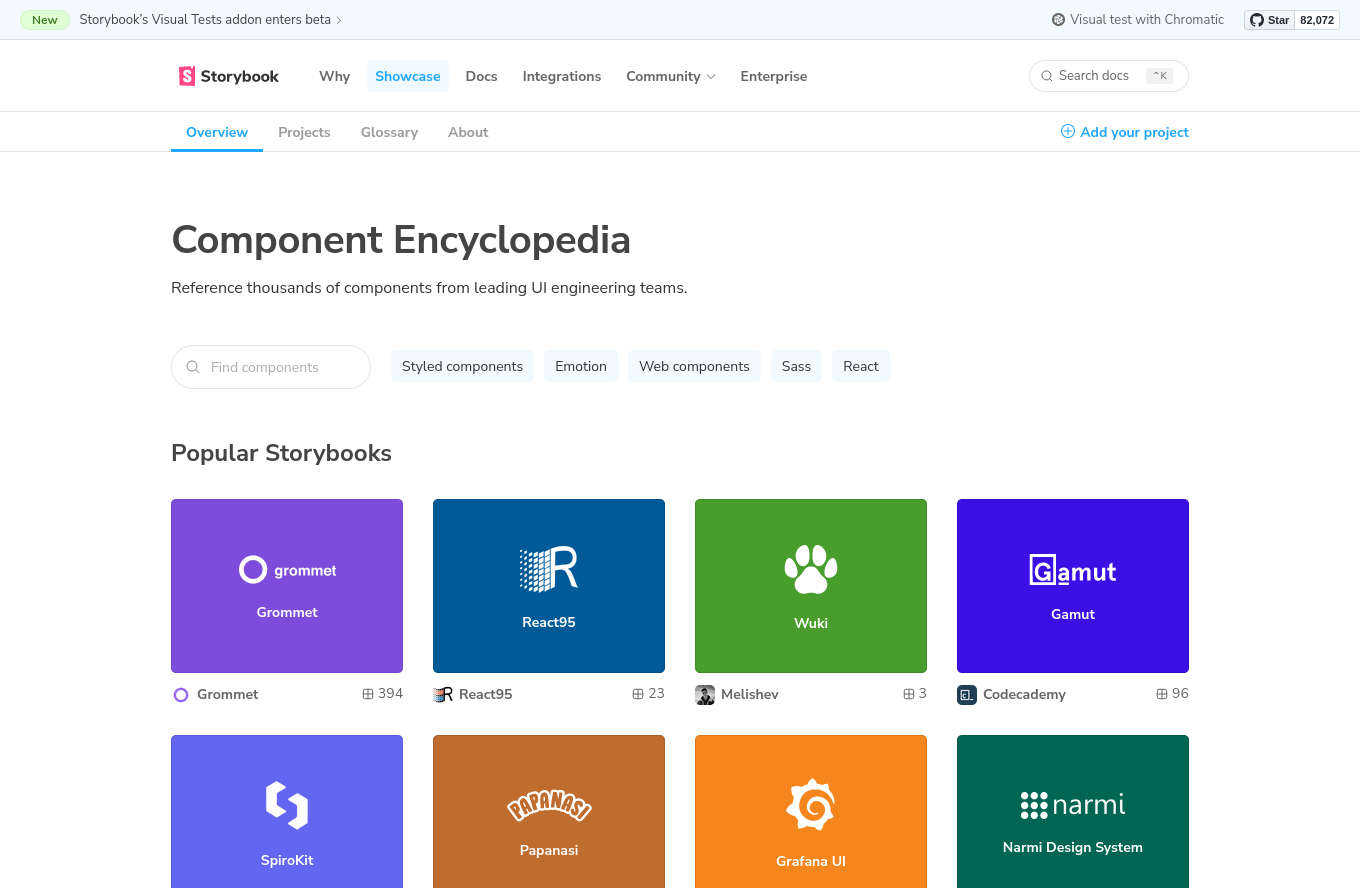 New Storybook's Visual Tests addon enters beta
Visual test with Chromatic
Star 82,072
Storybook Why Showcase Docs Integrations Community Enterprise
Search docs ⌃K
Overview Projects Glossary About
Add your project
Component Encyclopedia
Reference thousands of components from leading UI engineering teams.
Find components
Styled components Emotion Web components Sass React
Popular Storybooks
grommet
Grommet
R
React95
Wuki
Gamut
Gamut
Grommet 394
React95 23
Melishev 3
Codecademy 96
SpiroKit
PAPANASI
Papanasi
Grafana UI
narmi
Narmi Design System